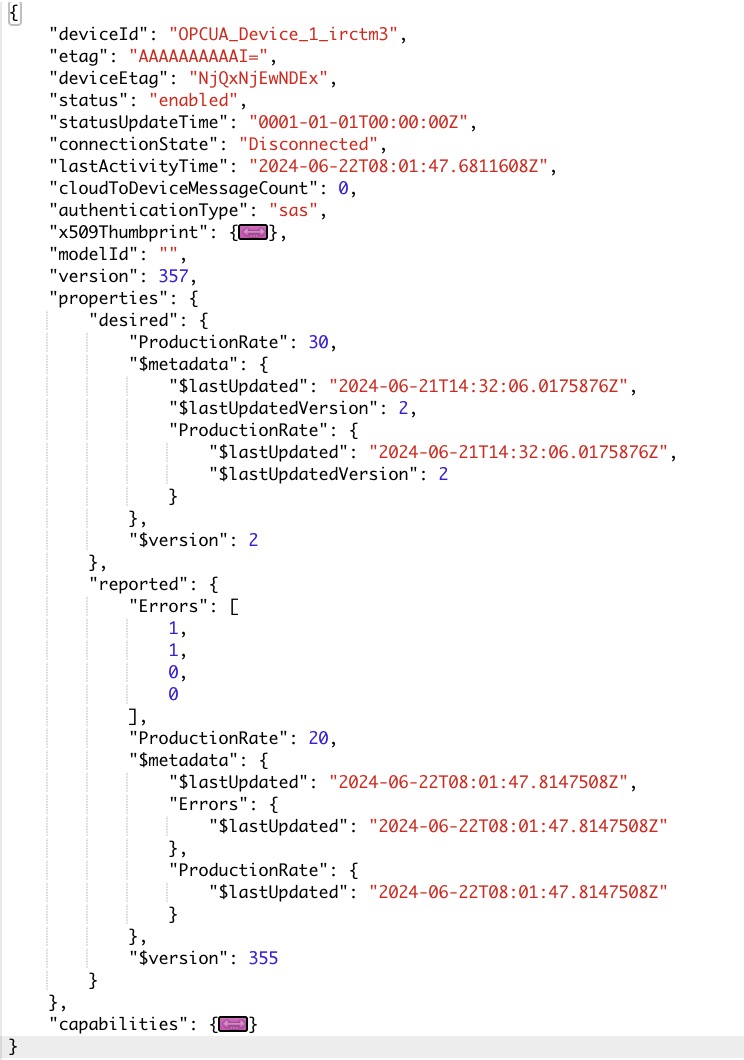 {
    "deviceId": "OPCUA_Device_1_irctm3",
    "etag": "AAAAAAAAAAI=",
    "deviceEtag": "NjQxNjEwNDEx",
    "status": "enabled",
    "statusUpdateTime": "0001-01-01T00:00:00Z",
    "connectionState": "Disconnected",
    "lastActivityTime": "2024-06-22T08:01:47.6811608Z",
    "cloudToDeviceMessageCount": 0,
    "authenticationType": "sas",
    "x509Thumbprint": {},
    "modelId": "",
    "version": 357,
    "properties": {
        "desired": {
            "ProductionRate": 30,
            "$metadata": {
                "$lastUpdated": "2024-06-21T14:32:06.0175876Z",
                "$lastUpdatedVersion": 2,
                "ProductionRate": {
                    "$lastUpdated": "2024-06-21T14:32:06.0175876Z",
                    "$lastUpdatedVersion": 2
                }
            },
            "$version": 2
        },
        "reported": {
            "Errors": [
                1,
                1,
                0,
                0
            ],
            "ProductionRate": 20,
            "$metadata": {
                "$lastUpdated": "2024-06-22T08:01:47.8147508Z",
                "Errors": {
                    "$lastUpdated": "2024-06-22T08:01:47.8147508Z"
                },
                "ProductionRate": {
                    "$lastUpdated": "2024-06-22T08:01:47.8147508Z"
                }
            },
            "$version": 355
        }
    },
    "capabilities": {}
}